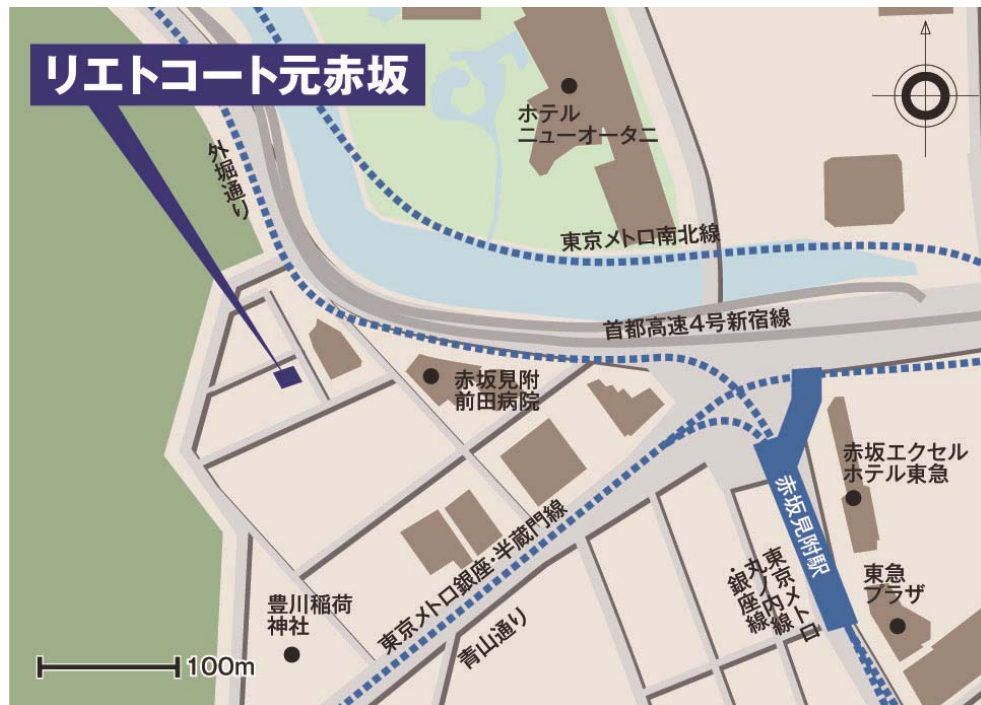 リエトコート元赤坂
ホテル
ニューオータニ
外堀通り
東京メトロ南北線
首都高速4号新宿線
赤坂見附
前田病院
赤坂エクセル
ホテル東急
赤坂見附駅
東京メトロ
丸ノ内線
・銀座線
東急
プラザ
東京メトロ銀座・半蔵門線
青山通り
豊川稲荷
神社
100m